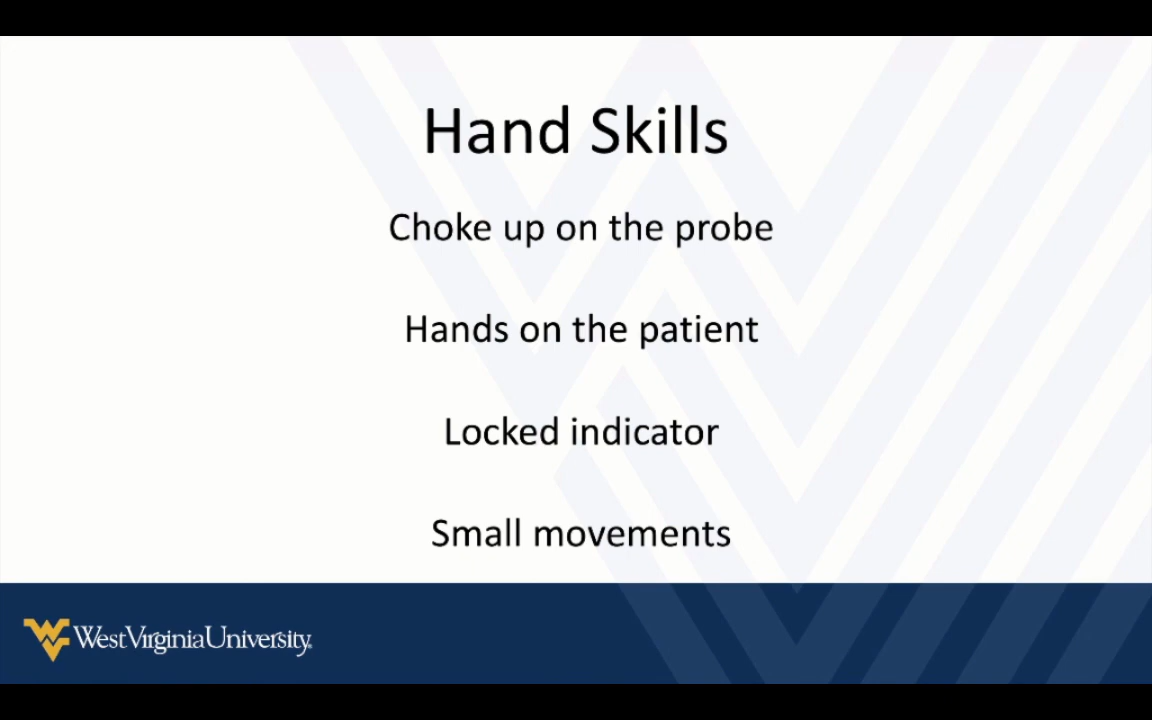 Hand Skills
Choke up on the probe
Hands on the patient
Locked indicator
Small movements
WestVirginiaUniversity®